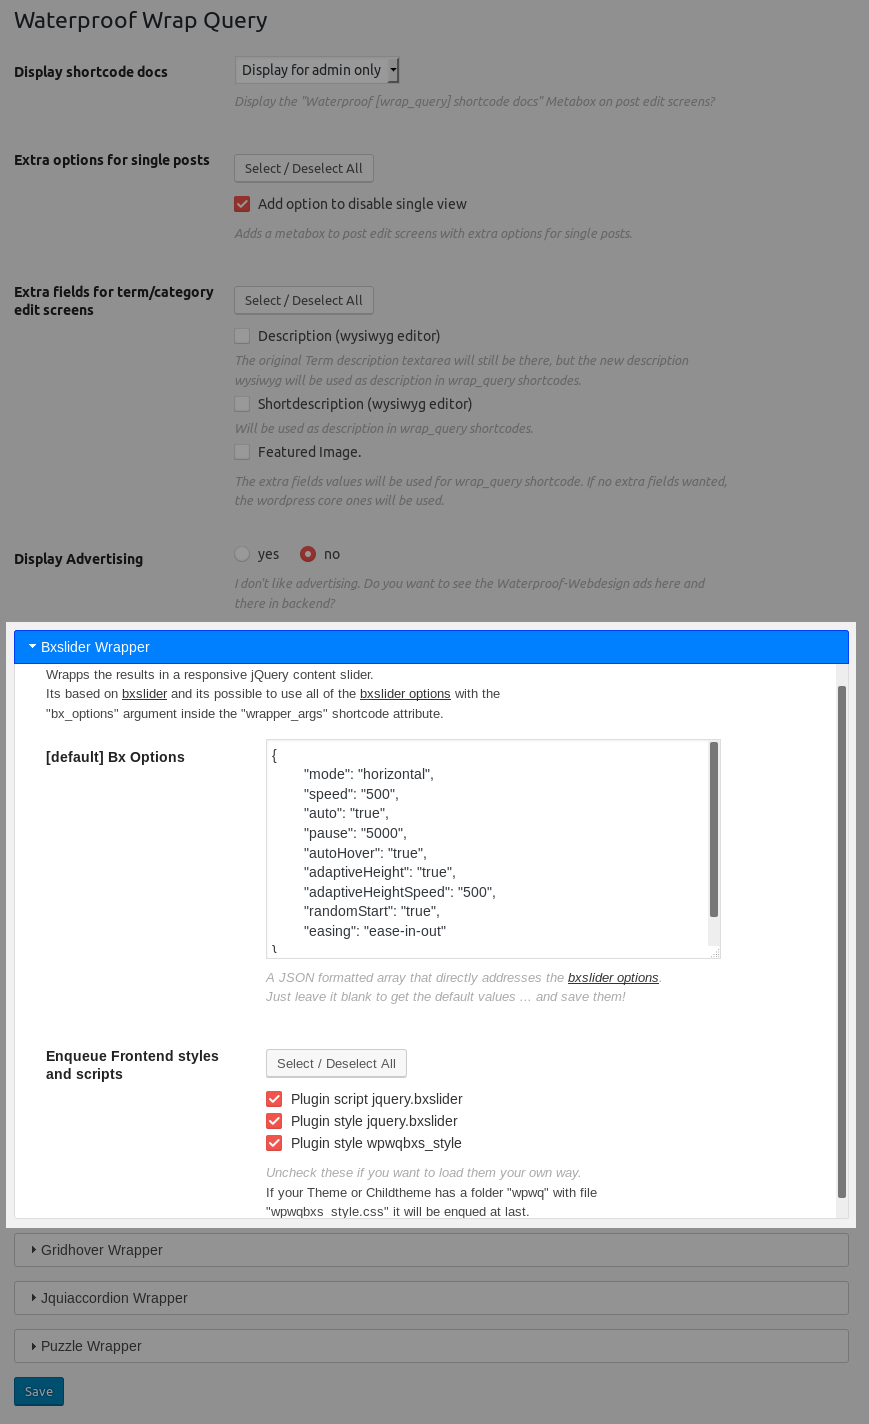 Waterproof Wrap Query
Display shortcode docs
Display for admin only
Display the "Waterproof [wrap_query] shortcode docs" Metabox on post edit screens?
Extra options for single posts
Select / Deselect All
Add option to disable single view
Adds a metabox to post edit screens with extra options for single posts.
Extra fields for term/category
edit screens
Select / Deselect All
Description (wysiwyg editor)
The original Term description textarea will still be there, but the new description
wysiwyg will be used as description in wrap_query shortcodes.
Shortdescription (wysiwyg editor)
Will be used as description in wrap_query shortcodes.
Featured Image.
The extra fields values will be used for wrap_query shortcode. If no extra fields wanted,
the wordpress core ones will be used.
Display Advertising
yes no
I don't like advertising. Do you want to see the Waterproof-Webdesign ads here and
there in backend?
Bxslider Wrapper
Wrapps the results in a responsive jQuery content slider.
Its based on bxslider and its possible to use all of the bxslider options with the
"bx_options" argument inside the "wrapper_args" shortcode attribute.
[default] Bx Options
{
"mode": "horizontal",
"speed": "500",
"auto": "true",
"pause": "5000",
"autoHover": "true",
"adaptiveHeight": "true",
"adaptiveHeightSpeed": "500",
"randomStart": "true",
"easing": "ease-in-out"
}
A JSON formatted array that directly addresses the bxslider options.
Just leave it blank to get the default values … and save them!
Enqueue Frontend styles
and scripts
Select / Deselect All
Plugin script jquery.bxslider
Plugin style jquery.bxslider
Plugin style wpwqbxs_style
Uncheck these if you want to load them your own way.
If your Theme or Childtheme has a folder "wpwq" with file
"wpwqbxs_style.css" it will be enqued at last.
Gridhover Wrapper
Jquiaccordion Wrapper
Puzzle Wrapper
Save